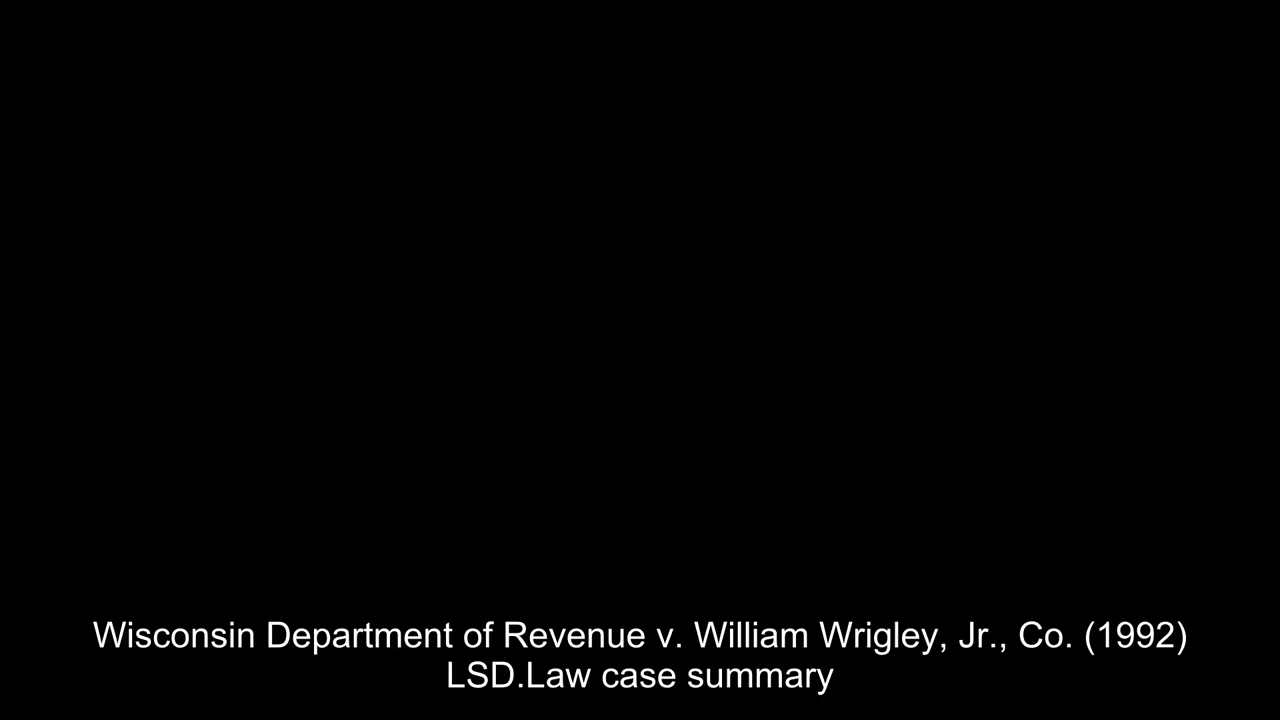 Wisconsin Department of Revenue v. William Wrigley, Jr., Co. (1992)
LSD.Law case summary